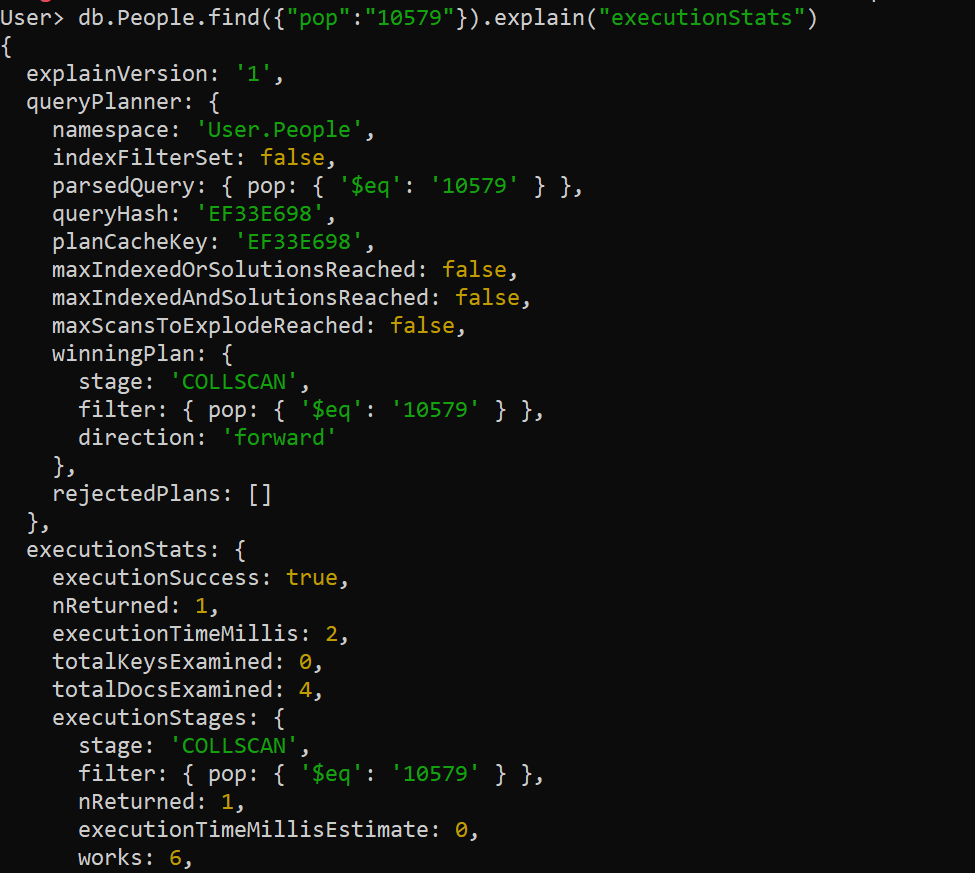 User> db.People.find({"pop":"10579"}).explain("executionStats")
{
  explainVersion: '1',
  queryPlanner: {
    namespace: 'User.People',
    indexFilterSet: false,
    parsedQuery: { pop: { '$eq': '10579' } },
    queryHash: 'EF33E698',
    planCacheKey: 'EF33E698',
    maxIndexedOrSolutionsReached: false,
    maxIndexedAndSolutionsReached: false,
    maxScansToExplodeReached: false,
    winningPlan: {
      stage: 'COLLSCAN',
      filter: { pop: { '$eq': '10579' } },
      direction: 'forward'
    },
    rejectedPlans: []
  },
  executionStats: {
    executionSuccess: true,
    nReturned: 1,
    executionTimeMillis: 2,
    totalKeysExamined: 0,
    totalDocsExamined: 4,
    executionStages: {
      stage: 'COLLSCAN',
      filter: { pop: { '$eq': '10579' } },
      nReturned: 1,
      executionTimeMillisEstimate: 0,
      works: 6,